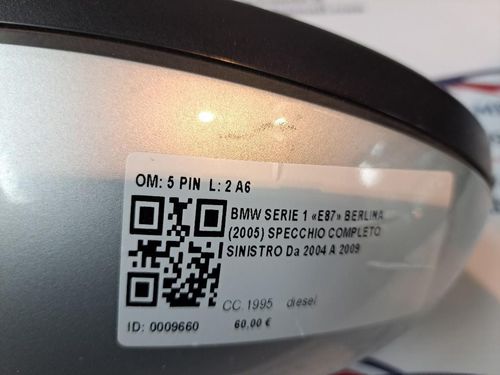 OM: 5 PIN L: 2 A6
BMW SERIE 1 «E87» BERLINA
(2005) SPECCHIO COMPLETO
SINISTRO Da 2004 A 2009
CC.1995 diesel
ID: 0009660 60,00 €